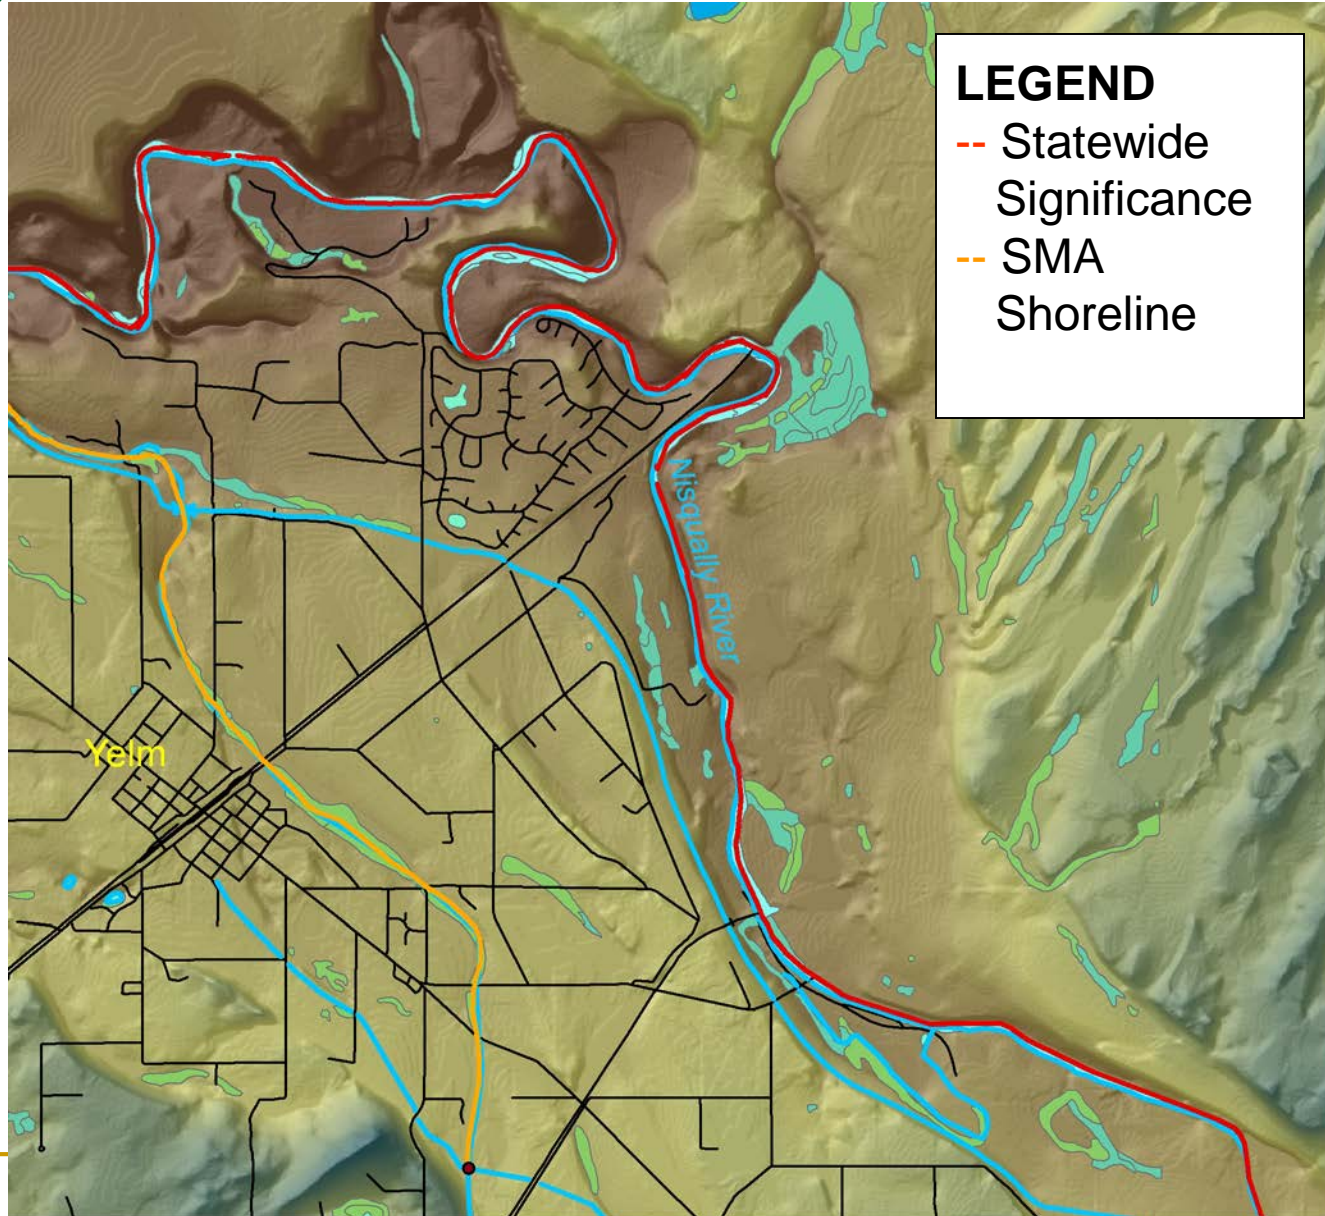 LEGEND
-- Statewide
Significance
-- SMA
Shoreline
Nisqually River
Yelm